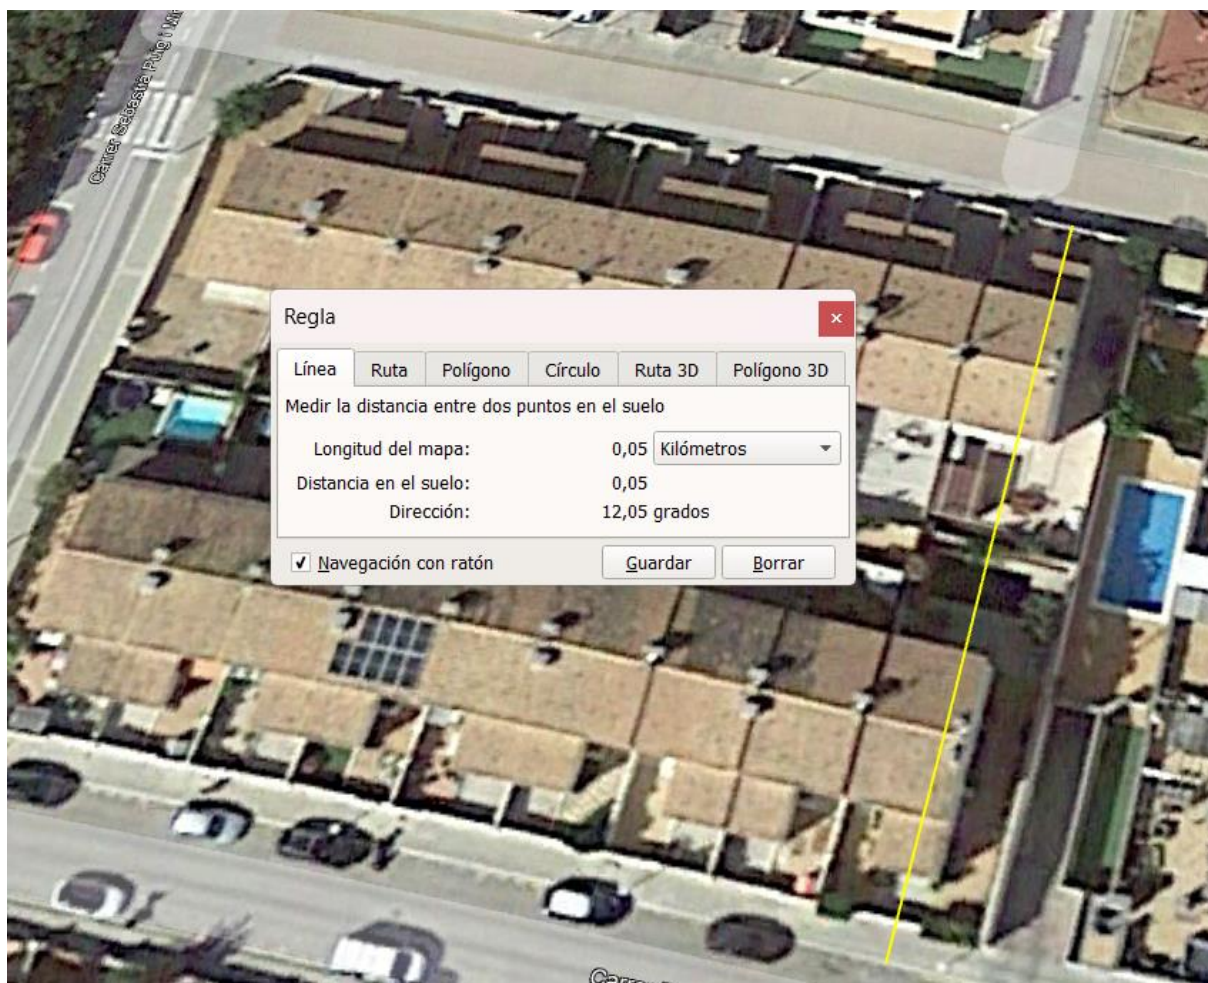 Carrer Sebastià Puig i
Regla
Línea
Ruta
Polígono
Círculo
Ruta 3D
Polígono 3D
Medir la distancia entre dos puntos en el suelo
Longitud del mapa: 0,05 Kilómetros
Distancia en el suelo: 0,05
Dirección: 12,05 grados
Navegación con ratón
Guardar
Borrar